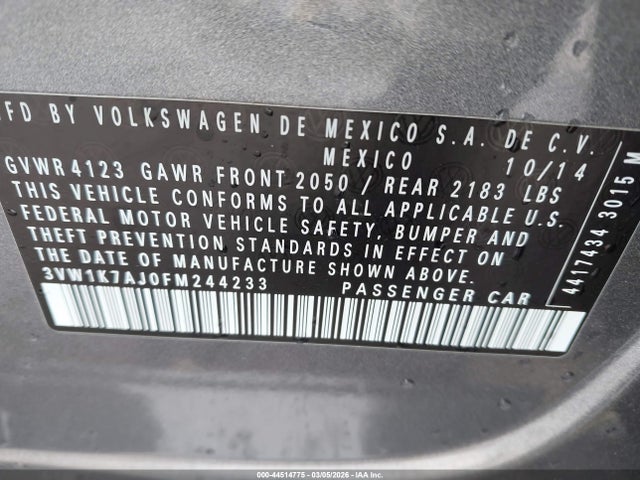 MFD BY VOLKSWAGEN DE MEXICO S.A. DE C.V.
MEXICO 10/14
GVWR 4123 GAWR FRONT 2050 / REAR 2183 LBS
THIS VEHICLE CONFORMS TO ALL APPLICABLE U.S.
FEDERAL MOTOR VEHICLE SAFETY, BUMPER AND
THEFT PREVENTION STANDARDS IN EFFECT ON
THE DATE OF MANUFACTURE SHOWN ABOVE.
3VW1K7AJ0FM244233 PASSENGER CAR
4417434 3015 M
000-44514775 - 03/05/2026 - IAAI Inc.